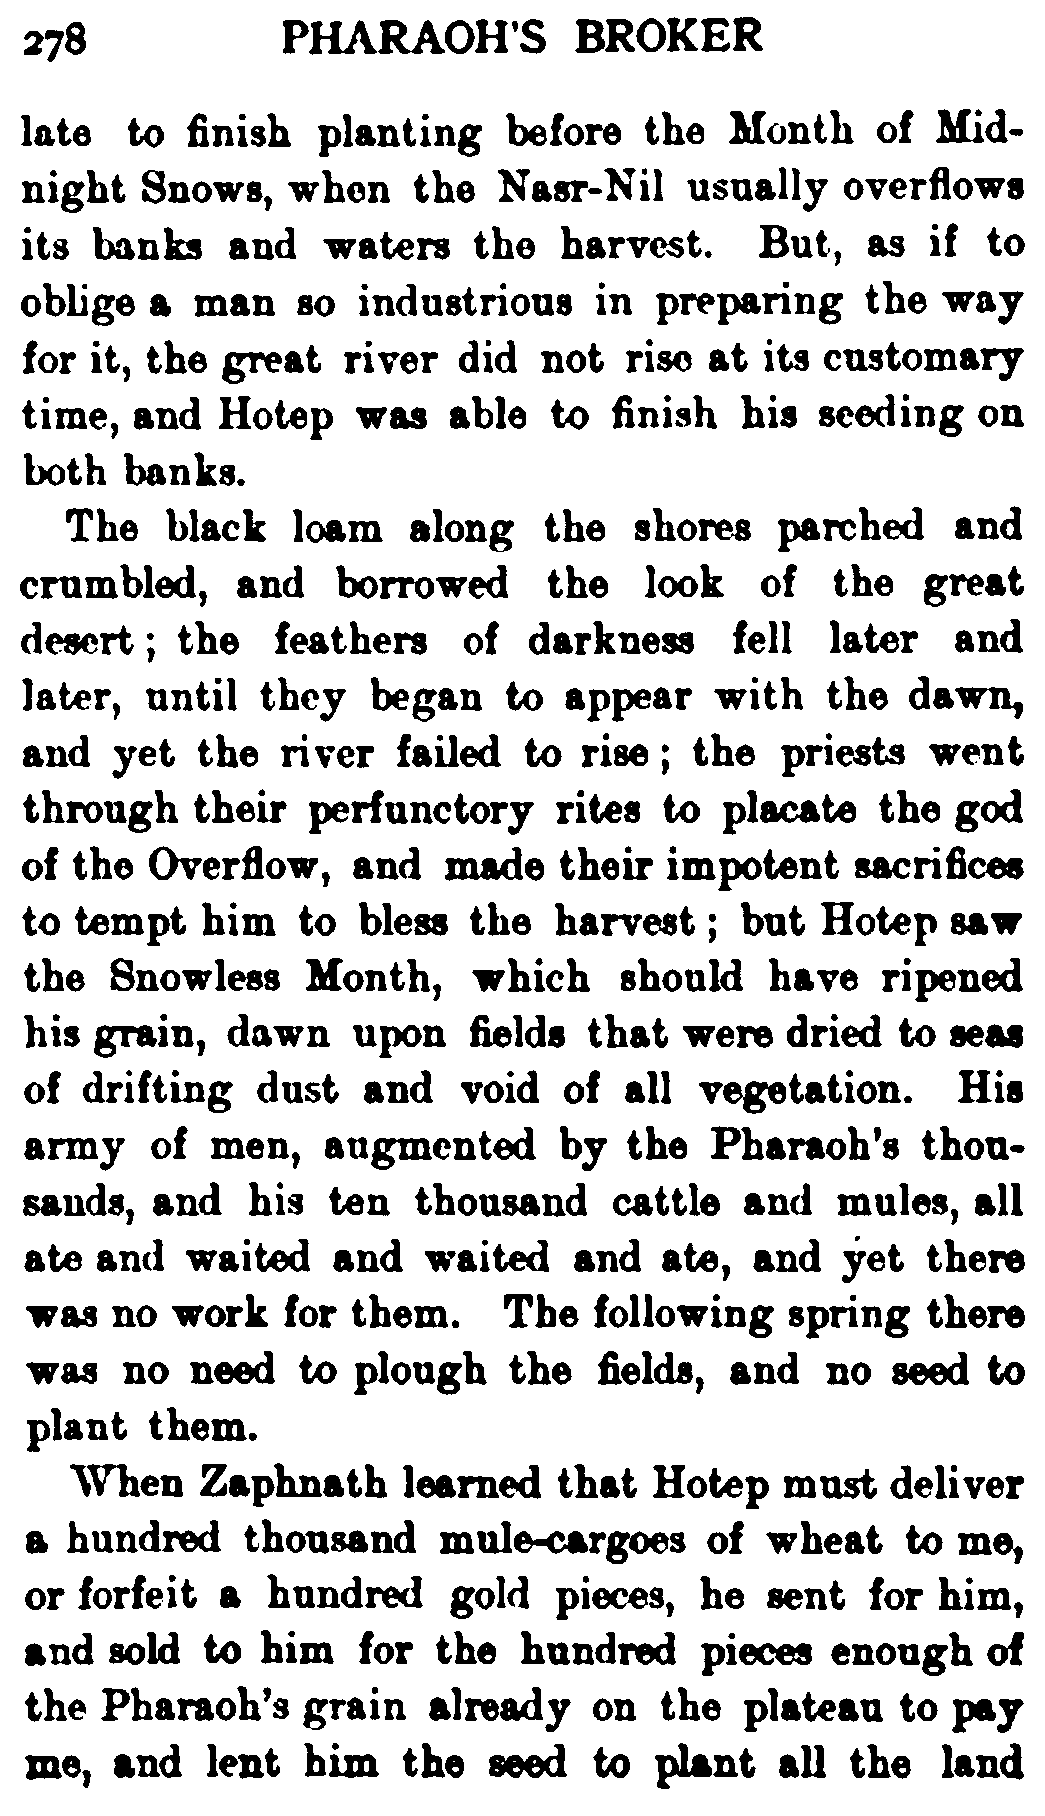 278 PHARAOH'S BROKER
late to finish planting before the Month of Mid-
night Snows, when the Nasr-Nil usually overflows
its banks and waters the harvest. But, as if to
oblige a man so industrious in preparing the way
for it, the great river did not rise at its customary
time, and Hotep was able to finish his seeding on
both banks.
The black loam along the shores parched and
crumbled, and borrowed the look of the great
desert ; the feathers of darkness fell later and
later, until they began to appear with the dawn,
and yet the river failed to rise ; the priests went
through their perfunctory rites to placate the god
of the Overflow, and made their impotent sacrifices
to tempt him to bless the harvest ; but Hotep saw
the Snowless Month, which should have ripened
his grain, dawn upon fields that were dried to seas
of drifting dust and void of all vegetation. His
army of men, augmented by the Pharaoh's thou-
sands, and his ten thousand cattle and mules, all
ate and waited and waited and ate, and yet there
was no work for them. The following spring there
was no need to plough the fields, and no seed to
plant them.
When Zaphnath learned that Hotep must deliver
a hundred thousand mule-cargoes of wheat to me,
or forfeit a hundred gold pieces, he sent for him,
and sold to him for the hundred pieces enough of
the Pharaoh's grain already on the plateau to pay
me, and lent him the seed to plant all the land